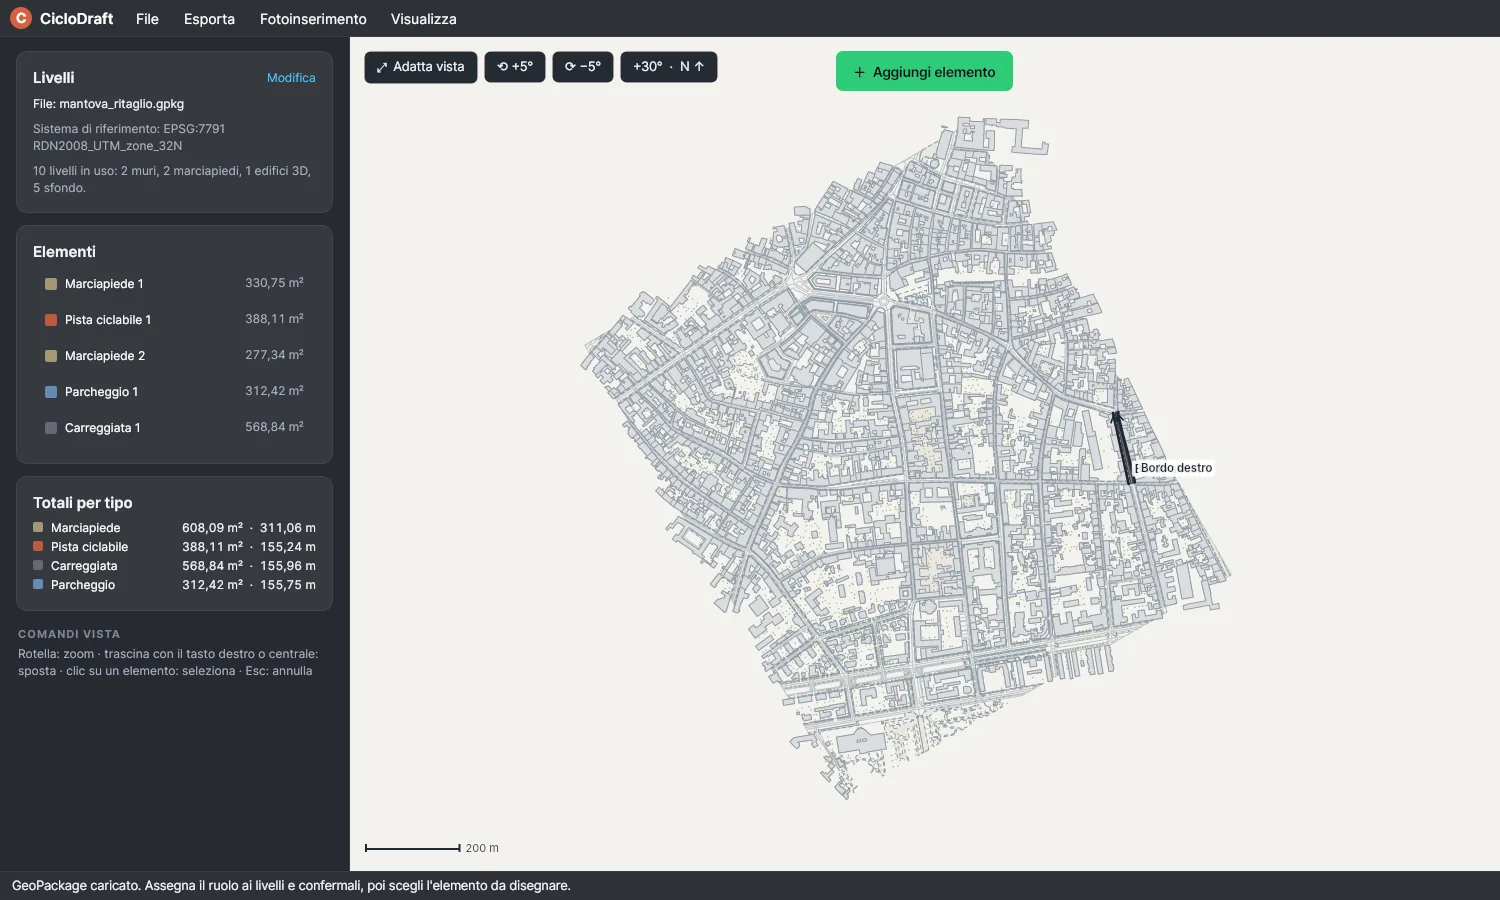 C CicloDraft File Esporta Fotoinserimento Visualizza
Livelli Modifica
File: mantova_ritaglio.gpkg
Sistema di riferimento: EPSG:7791
RDN2008_UTM_zone_32N
10 livelli in uso: 2 muri, 2 marciapiedi, 1 edifici 3D,
5 sfondo.
Elementi
Marciapiede 1 330,75 m²
Pista ciclabile 1 388,11 m²
Marciapiede 2 277,34 m²
Parcheggio 1 312,42 m²
Carreggiata 1 568,84 m²
Totali per tipo
Marciapiede 608,09 m² · 311,06 m
Pista ciclabile 388,11 m² · 155,24 m
Carreggiata 568,84 m² · 155,96 m
Parcheggio 312,42 m² · 155,75 m
COMANDI VISTA
Rotella: zoom · trascina con il tasto destro o centrale:
sposta · clic su un elemento: seleziona · Esc: annulla
⤢ Adatta vista ⟲ +5° ⟳ −5° +30° · N ↑
+ Aggiungi elemento
Bordo destro
200 m
GeoPackage caricato. Assegna il ruolo ai livelli e confermali, poi scegli l'elemento da disegnare.